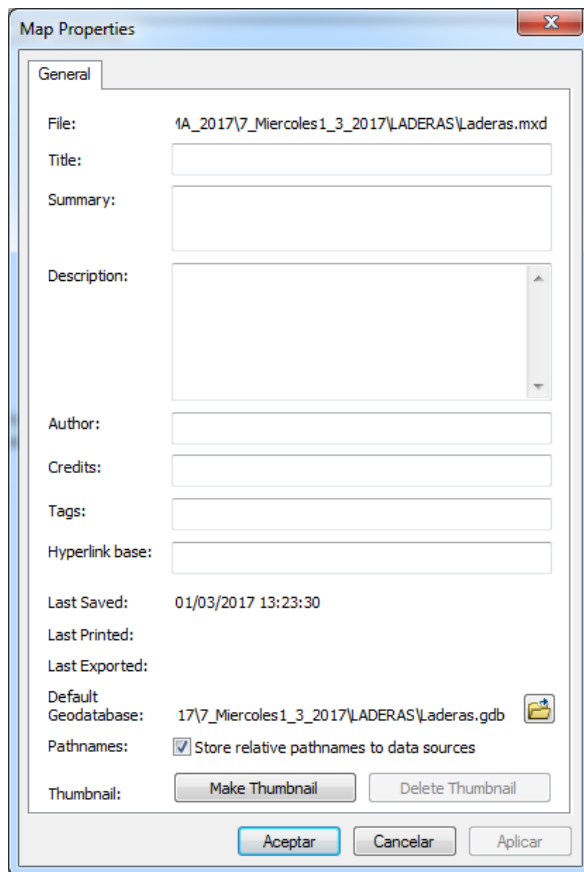 Map Properties
General
File: IA_2017\7_Miercoles1_3_2017\LADERAS\Laderas.mxd
Title:
Summary:
Description:
Author:
Credits:
Tags:
Hyperlink base:
Last Saved: 01/03/2017 13:23:30
Last Printed:
Last Exported:
Default
Geodatabase: 17\7_Miercoles1_3_2017\LADERAS\Laderas.gdb
Pathnames: Store relative pathnames to data sources
Thumbnail: Make Thumbnail Delete Thumbnail
Aceptar Cancelar Aplicar